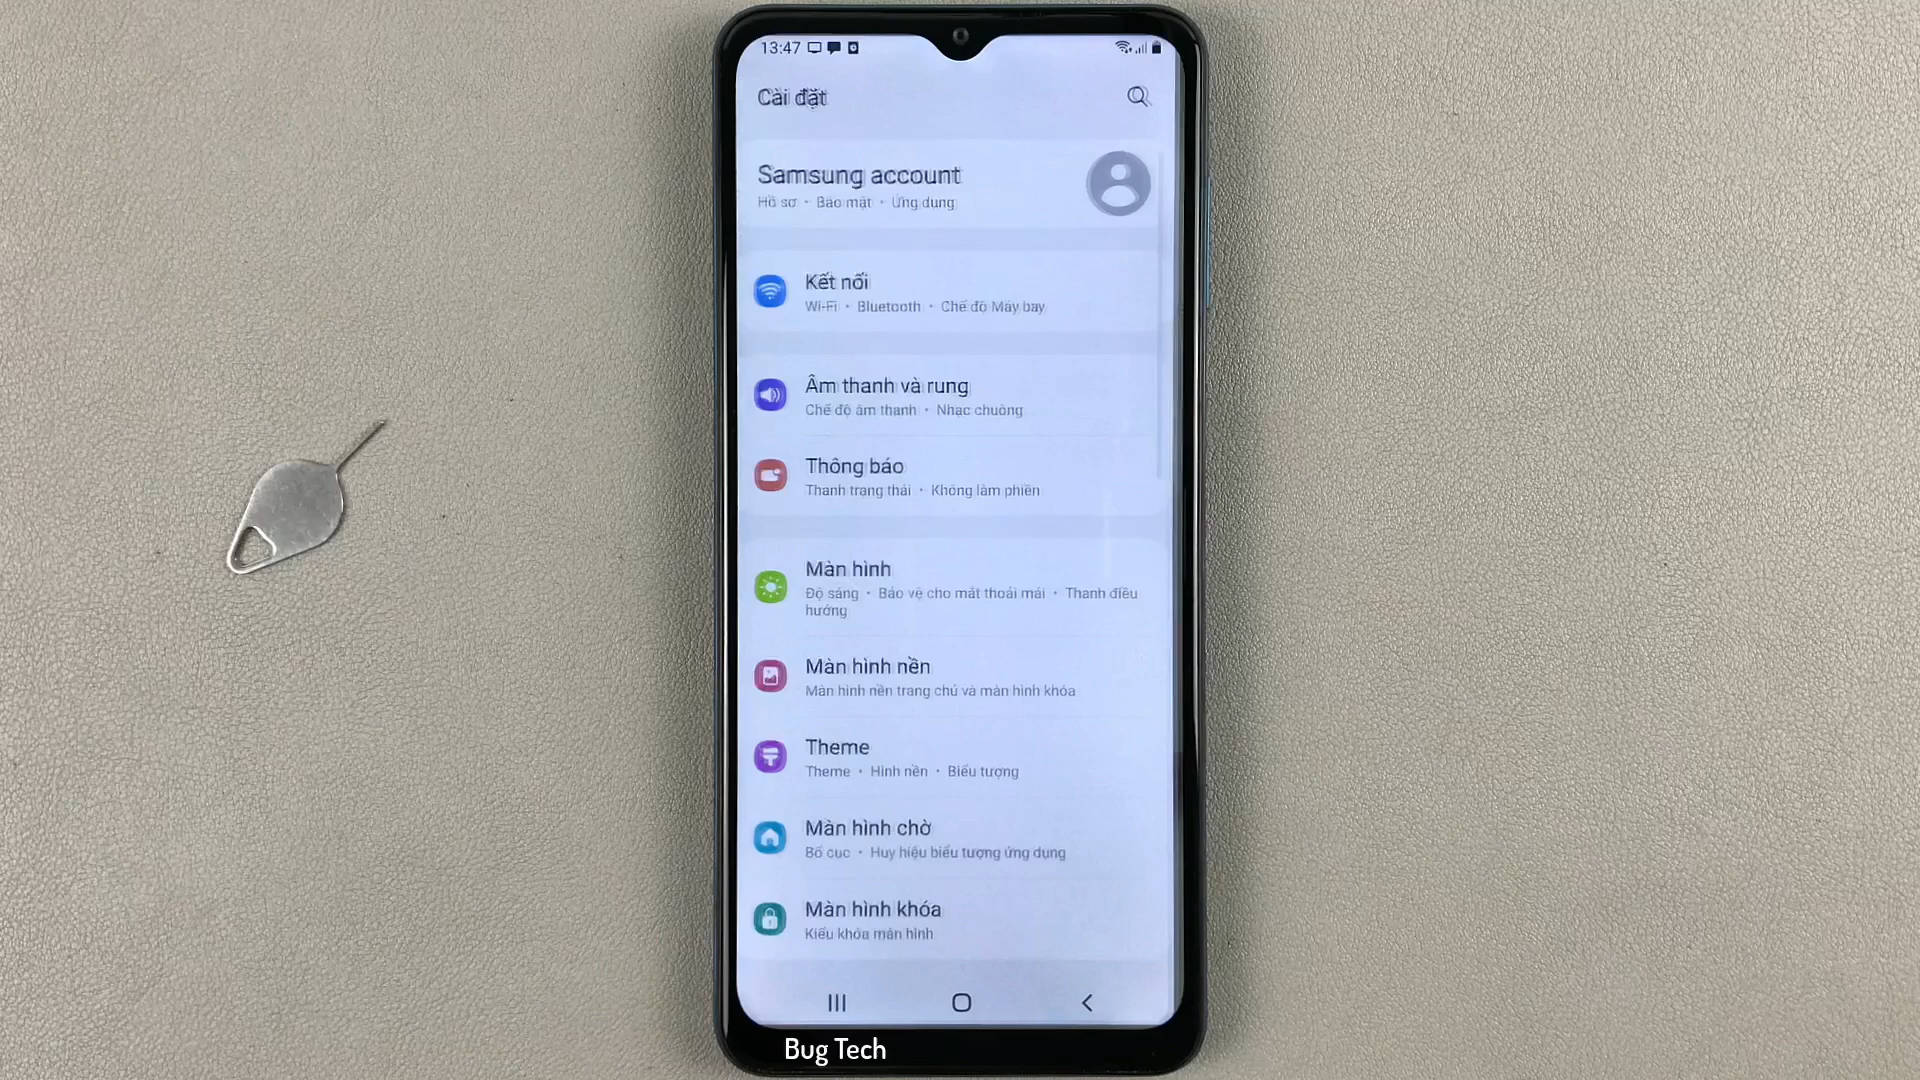 13:47
Cài đặt
Samsung account
Hồ sơ • Bảo mật • Ứng dụng
Kết nối
Wi-Fi • Bluetooth • Chế độ Máy bay
Âm thanh và rung
Chế độ âm thanh • Nhạc chuông
Thông báo
Thanh trạng thái • Không làm phiền
Màn hình
Độ sáng • Bảo vệ cho mắt thoải mái • Thanh điều
hướng
Màn hình nền
Màn hình nền trang chủ và màn hình khóa
Theme
Theme • Hình nền • Biểu tượng
Màn hình chờ
Bố cục • Huy hiệu biểu tượng ứng dụng
Màn hình khóa
Kiểu khóa màn hình
Bug Tech